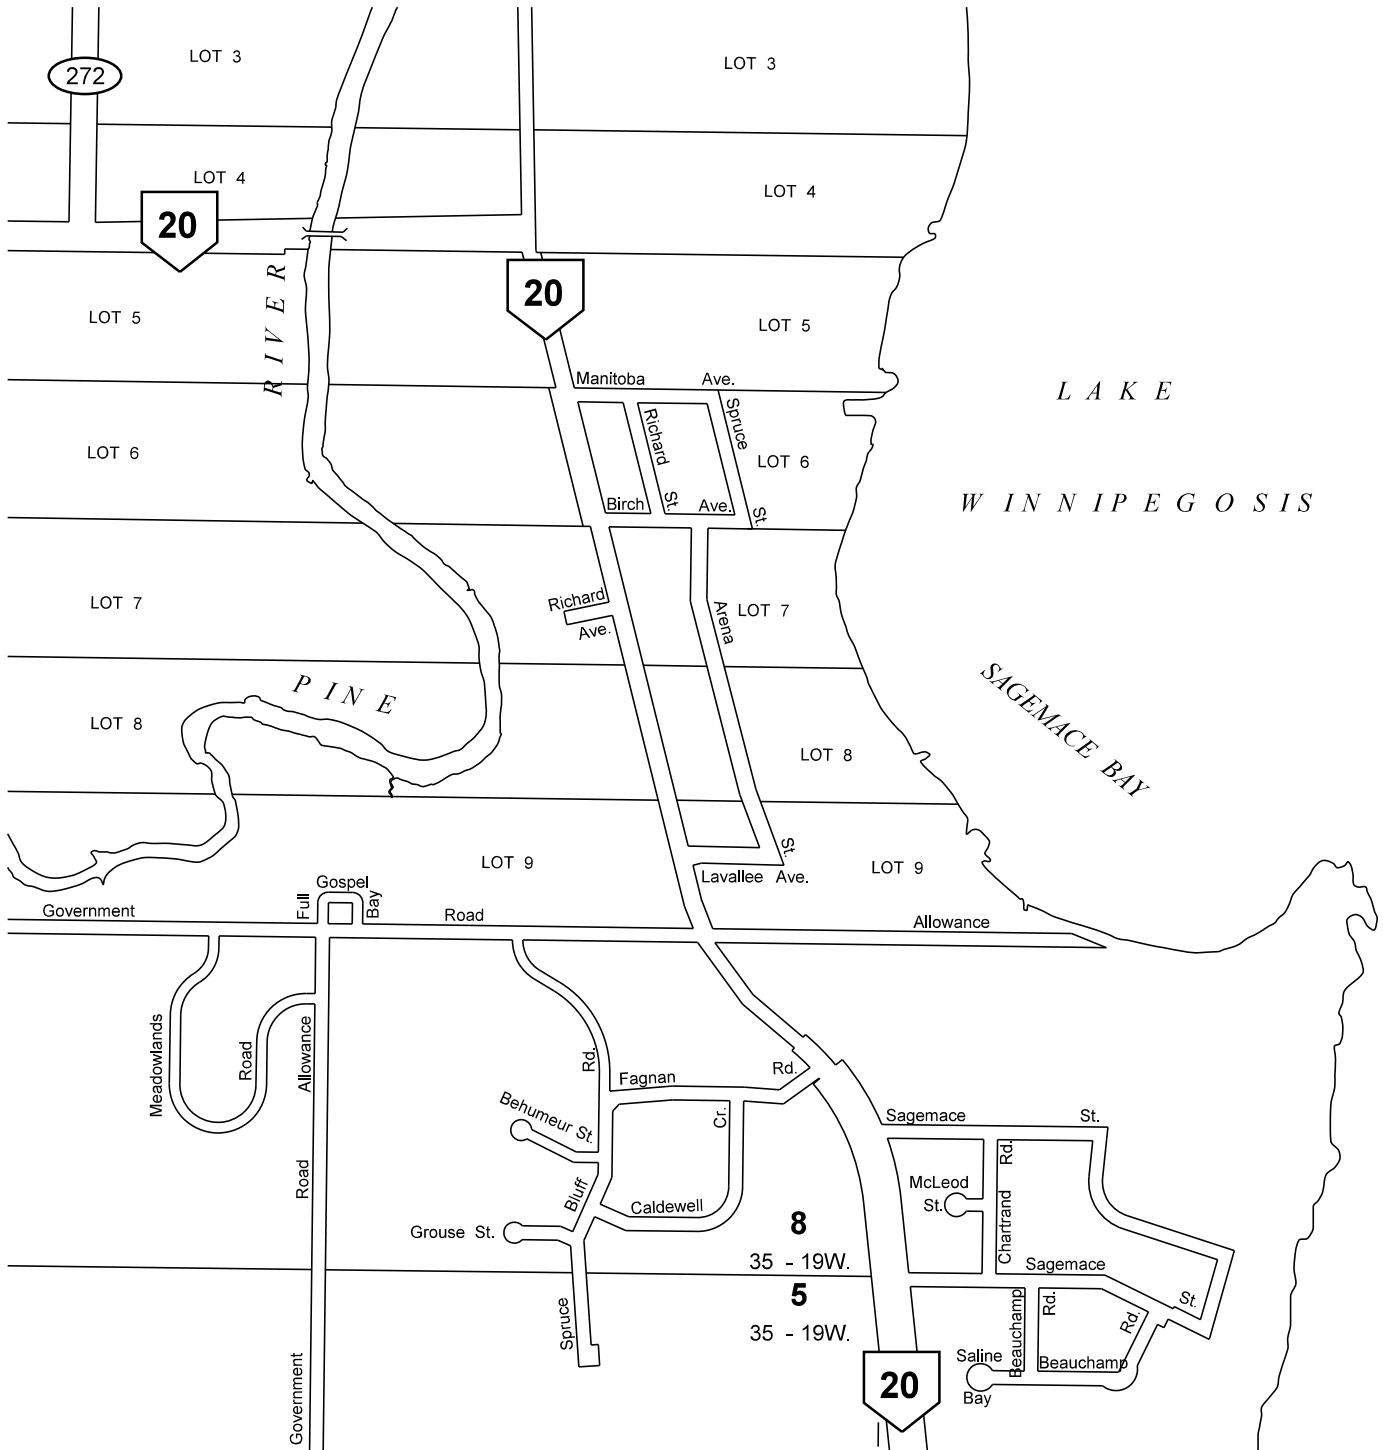 LOT 3
LOT 3
272
LOT 4
LOT 4
20
20
RIVER
LOT 5
LOT 5
Manitoba Ave.
LAKE
Richard St.
Spruce St.
LOT 6
LOT 6
WINNIPEGOSIS
Birch Ave.
LOT 7
Richard
Ave.
Arena St.
LOT 7
PINE
SAGEMACE BAY
LOT 8
LOT 8
LOT 9
LOT 9
Lavallee Ave.
Full Gospel Bay
Government Road Allowance
Meadowlands Road
Government Road Allowance
Fagnan Rd.
Behumeur St.
Spruce Bluff Rd.
Caldewell Cr.
Grouse St.
Sagemace St.
McLeod
St.
Chartrand Rd.
8
35 - 19W.
5
35 - 19W.
Sagemace St.
Beauchamp Rd.
Beauchamp Rd.
Saline
Bay
20